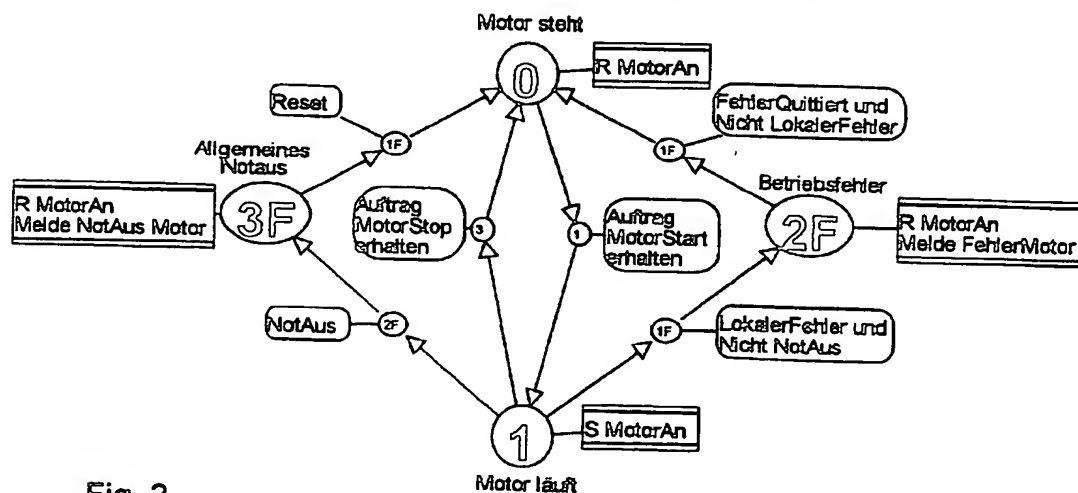 Motor steht
0
R MotorAn
Reset
1F
FehlerQuittiert und
Nicht LokalerFehler
1F
Allgemeines
Notaus
Betriebsfehler
R MotorAn
Melde NotAus Motor
3F
Auftrag
MotorStop
erhalten
3
1
Auftrag
MotorStart
erhalten
2F
R MotorAn
Melde FehlerMotor
NotAus
2F
1F
LokalerFehler und
Nicht NotAus
1
S MotorAn
Motor läuft
Fig. 2